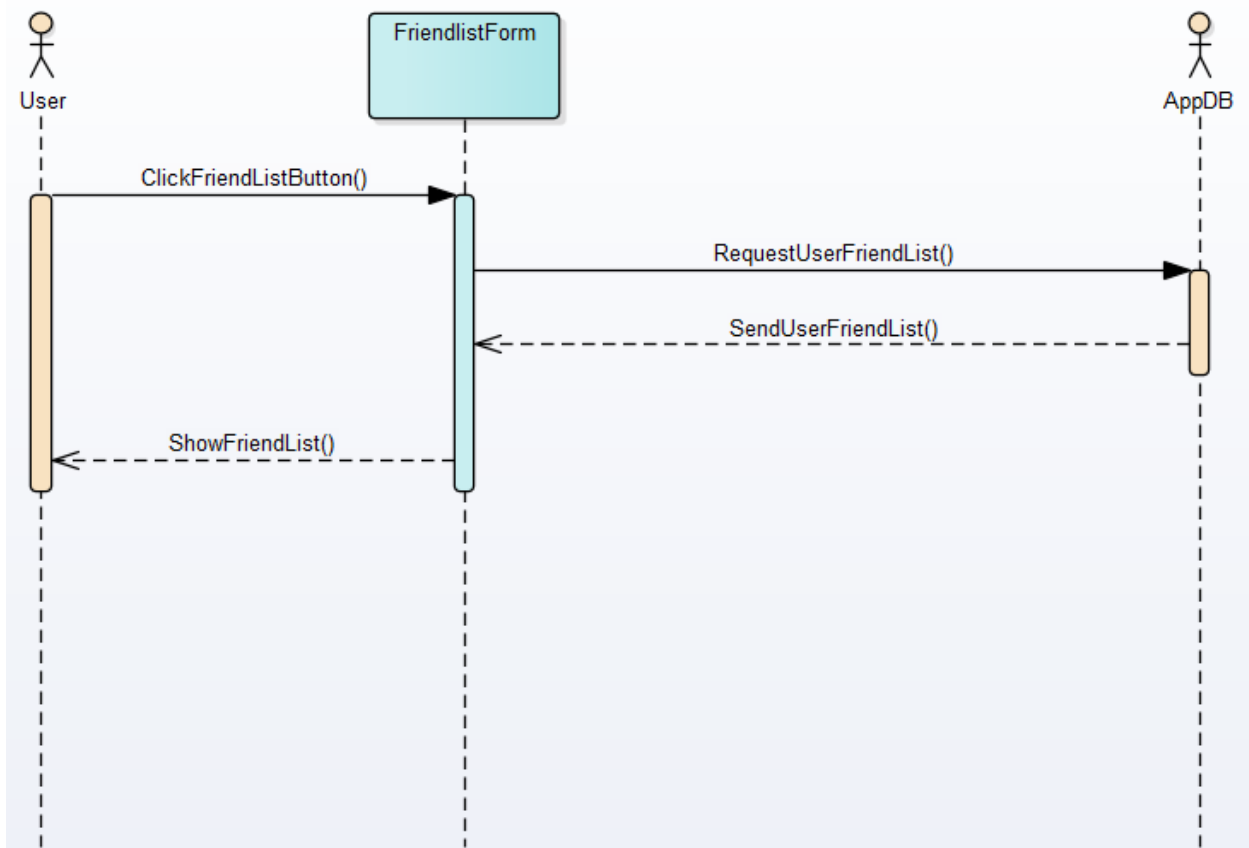 FriendlistForm
User
AppDB
ClickFriendListButton()
RequestUserFriendList()
SendUserFriendList()
ShowFriendList()